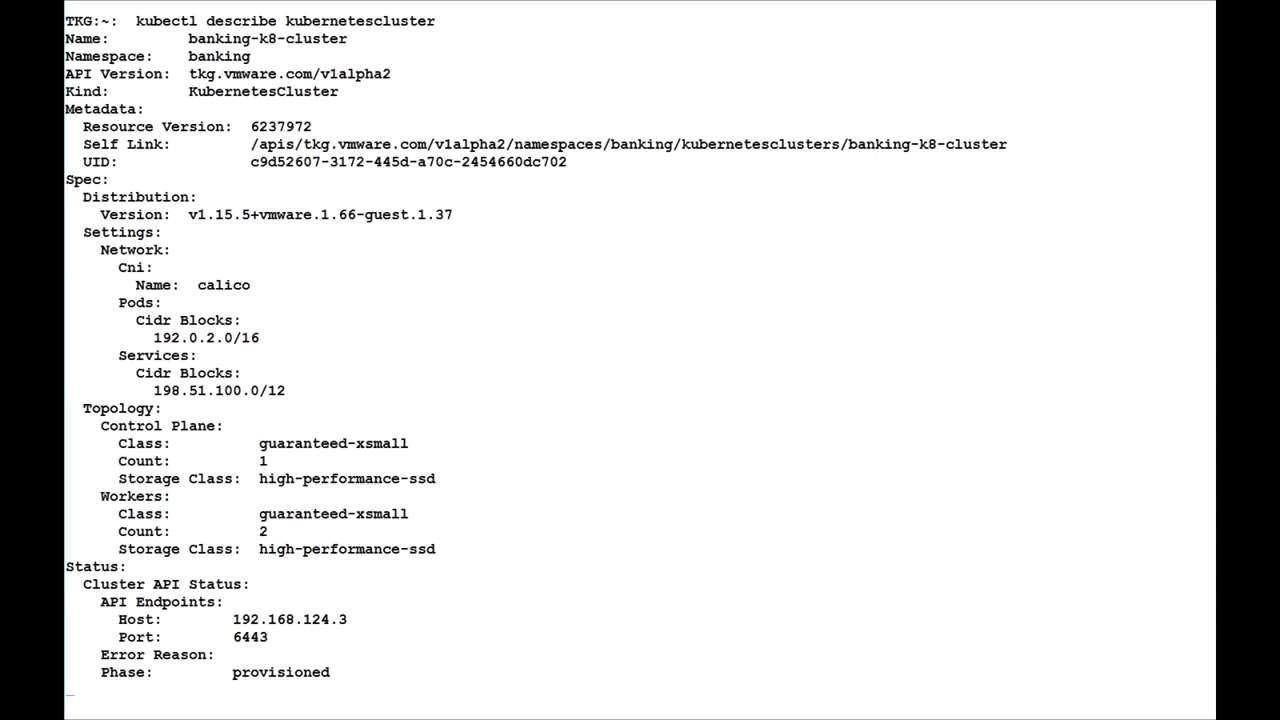 TKG:~:  kubectl describe kubernetescluster
Name:         banking-k8-cluster
Namespace:    banking
API Version:  tkg.vmware.com/v1alpha2
Kind:         KubernetesCluster
Metadata:
  Resource Version:  6237972
  Self Link:         /apis/tkg.vmware.com/v1alpha2/namespaces/banking/kubernetesclusters/banking-k8-cluster
  UID:               c9d52607-3172-445d-a70c-2454660dc702
Spec:
  Distribution:
    Version:  v1.15.5+vmware.1.66-guest.1.37
  Settings:
    Network:
      Cni:
        Name:  calico
      Pods:
        Cidr Blocks:
          192.0.2.0/16
      Services:
        Cidr Blocks:
          198.51.100.0/12
  Topology:
    Control Plane:
      Class:          guaranteed-xsmall
      Count:          1
      Storage Class:  high-performance-ssd
    Workers:
      Class:          guaranteed-xsmall
      Count:          2
      Storage Class:  high-performance-ssd
Status:
  Cluster API Status:
    API Endpoints:
      Host:        192.168.124.3
      Port:        6443
    Error Reason:
    Phase:         provisioned